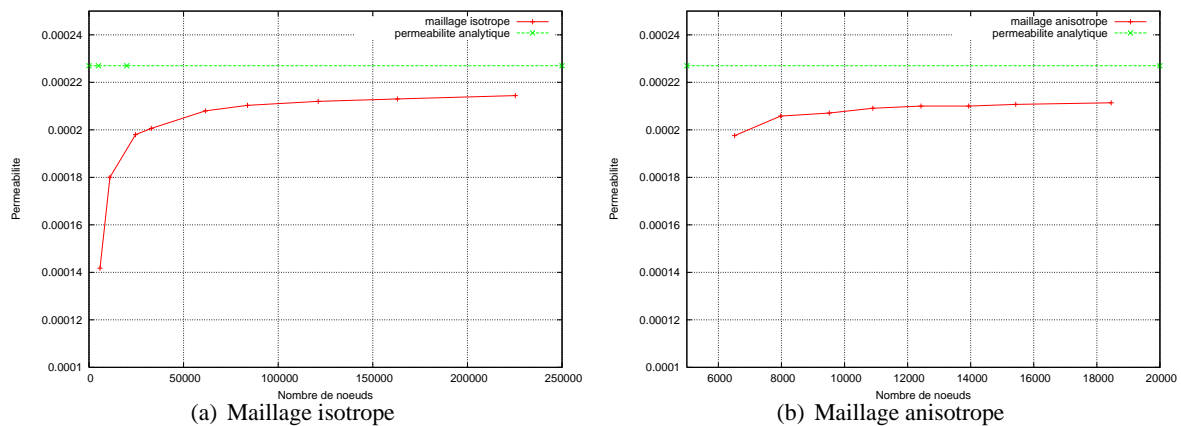 maillage isotrope
permeabilite analytique
0.00024
0.00022
0.0002
0.00018
0.00016
0.00014
0.00012
0.0001
Permeabilite
0 50000 100000 150000 200000 250000
Nombre de noeuds
(a) Maillage isotrope
maillage anisotrope
permeabilite analytique
0.00024
0.00022
0.0002
0.00018
0.00016
0.00014
0.00012
0.0001
Permeabilite
6000 8000 10000 12000 14000 16000 18000 20000
Nombre de noeuds
(b) Maillage anisotrope